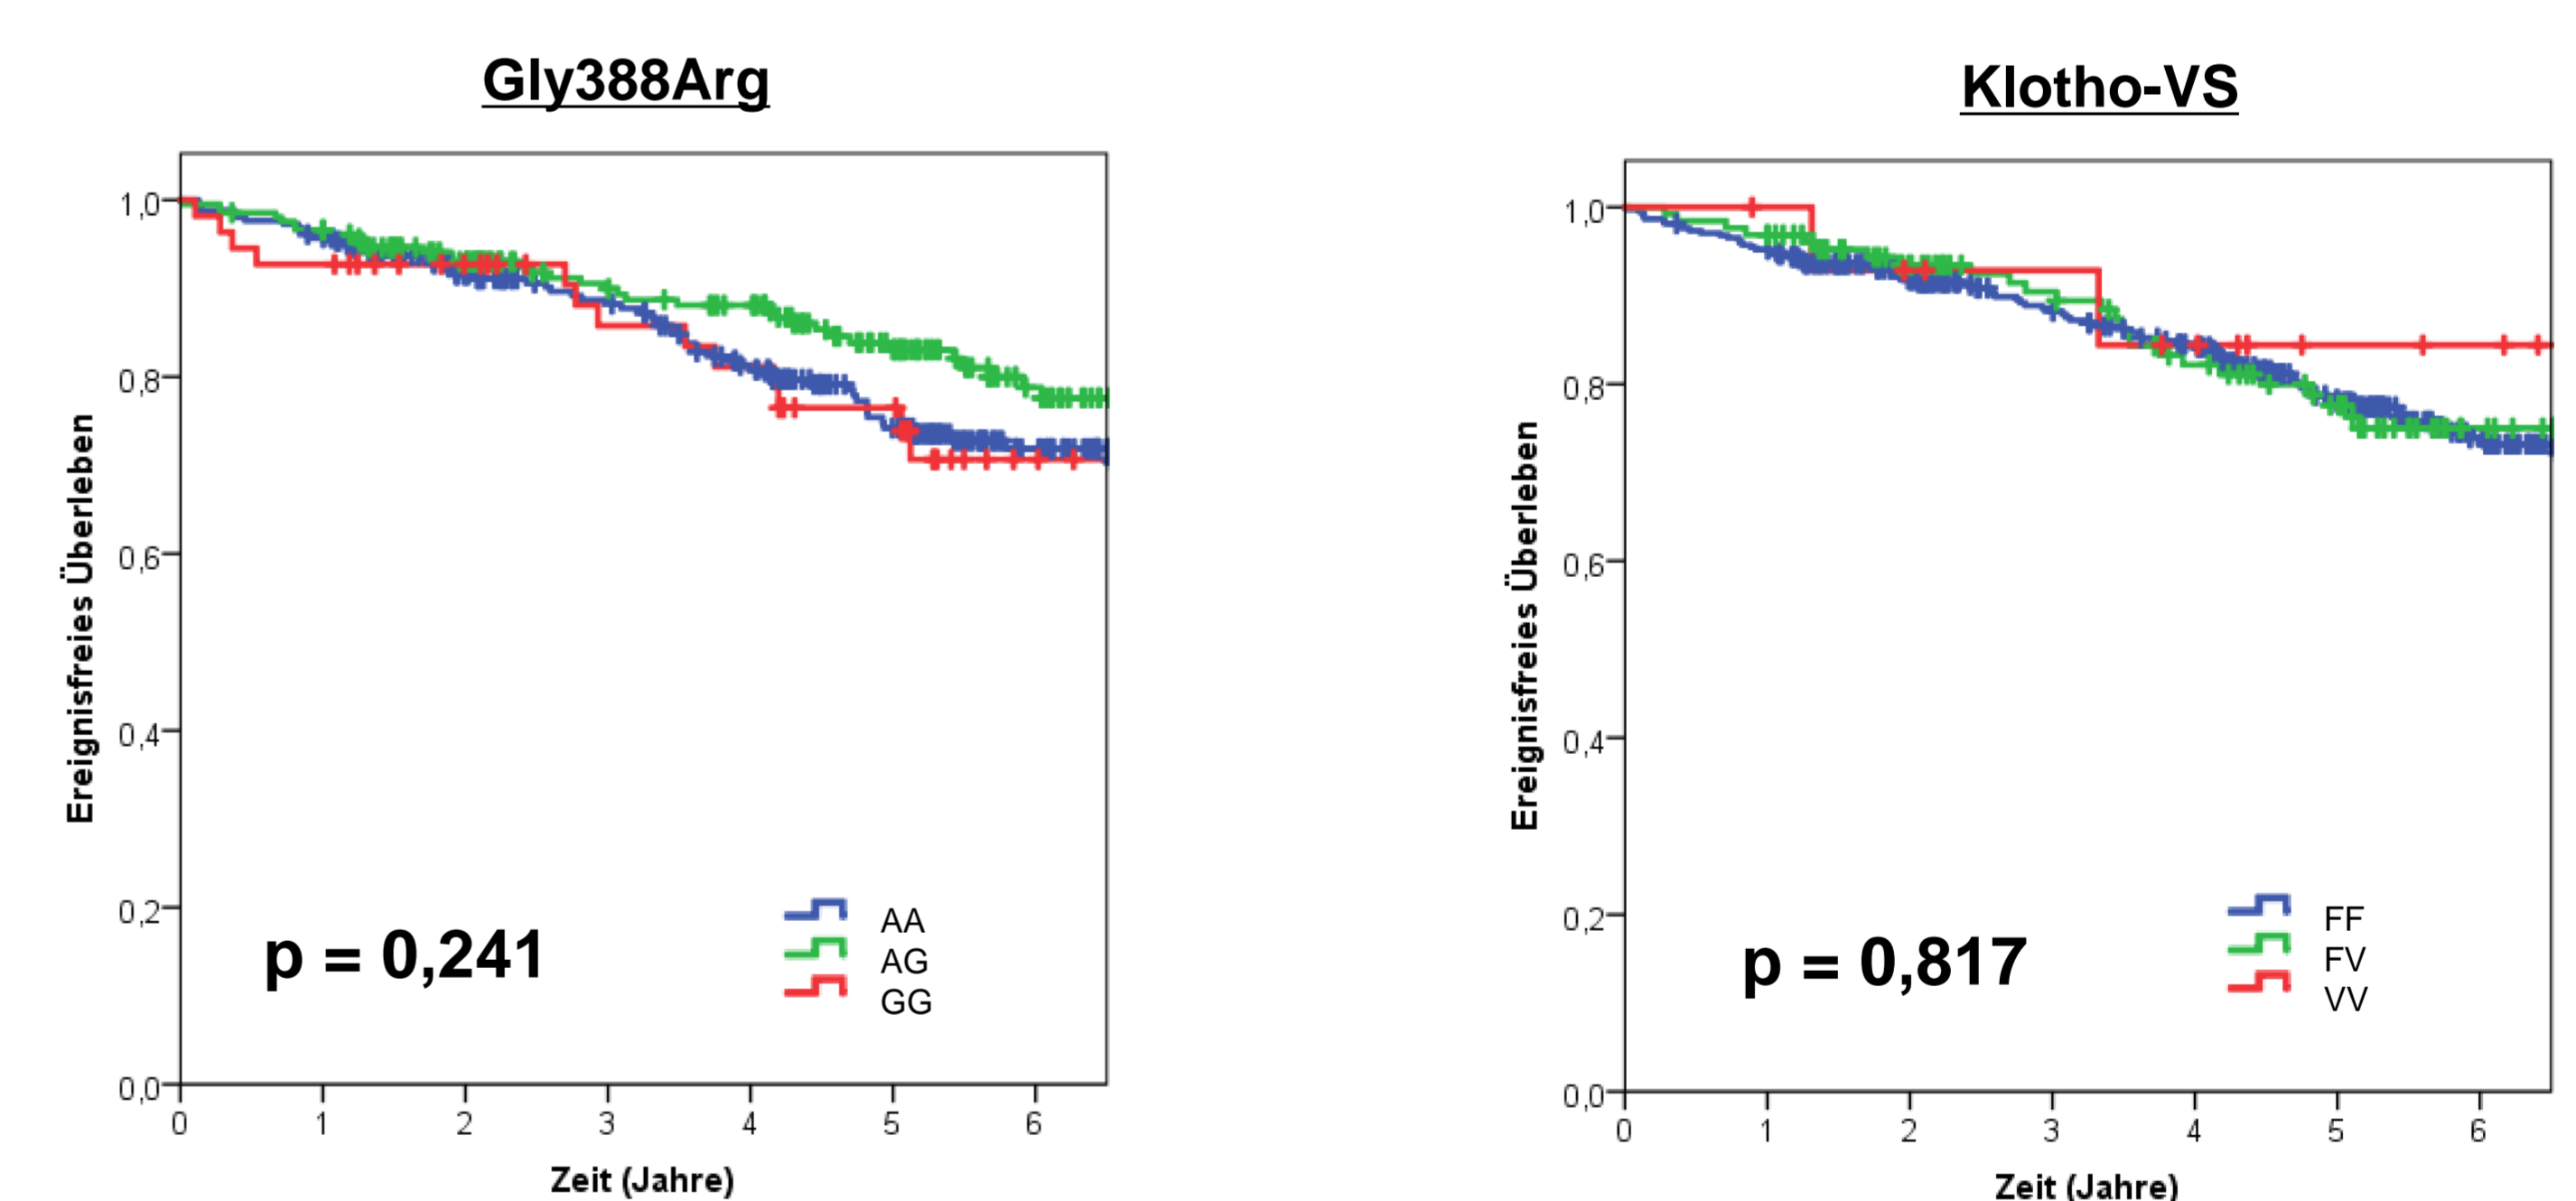 Gly388Arg
1,0
0,8
0,6
0,4
0,2
0,0
Ereignisfreies Überleben
p = 0,241
AA
AG
GG
0 1 2 3 4 5 6
Zeit (Jahre)
Klotho-VS
1,0
0,8
0,6
0,4
0,2
0,0
Ereignisfreies Überleben
p = 0,817
FF
FV
VV
0 1 2 3 4 5 6
Zeit (Jahre)